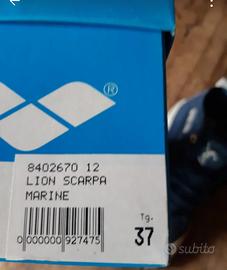 ®
8402670 12
LION SCARPA
MARINE
Tg.
37
0 000000 927475
subito